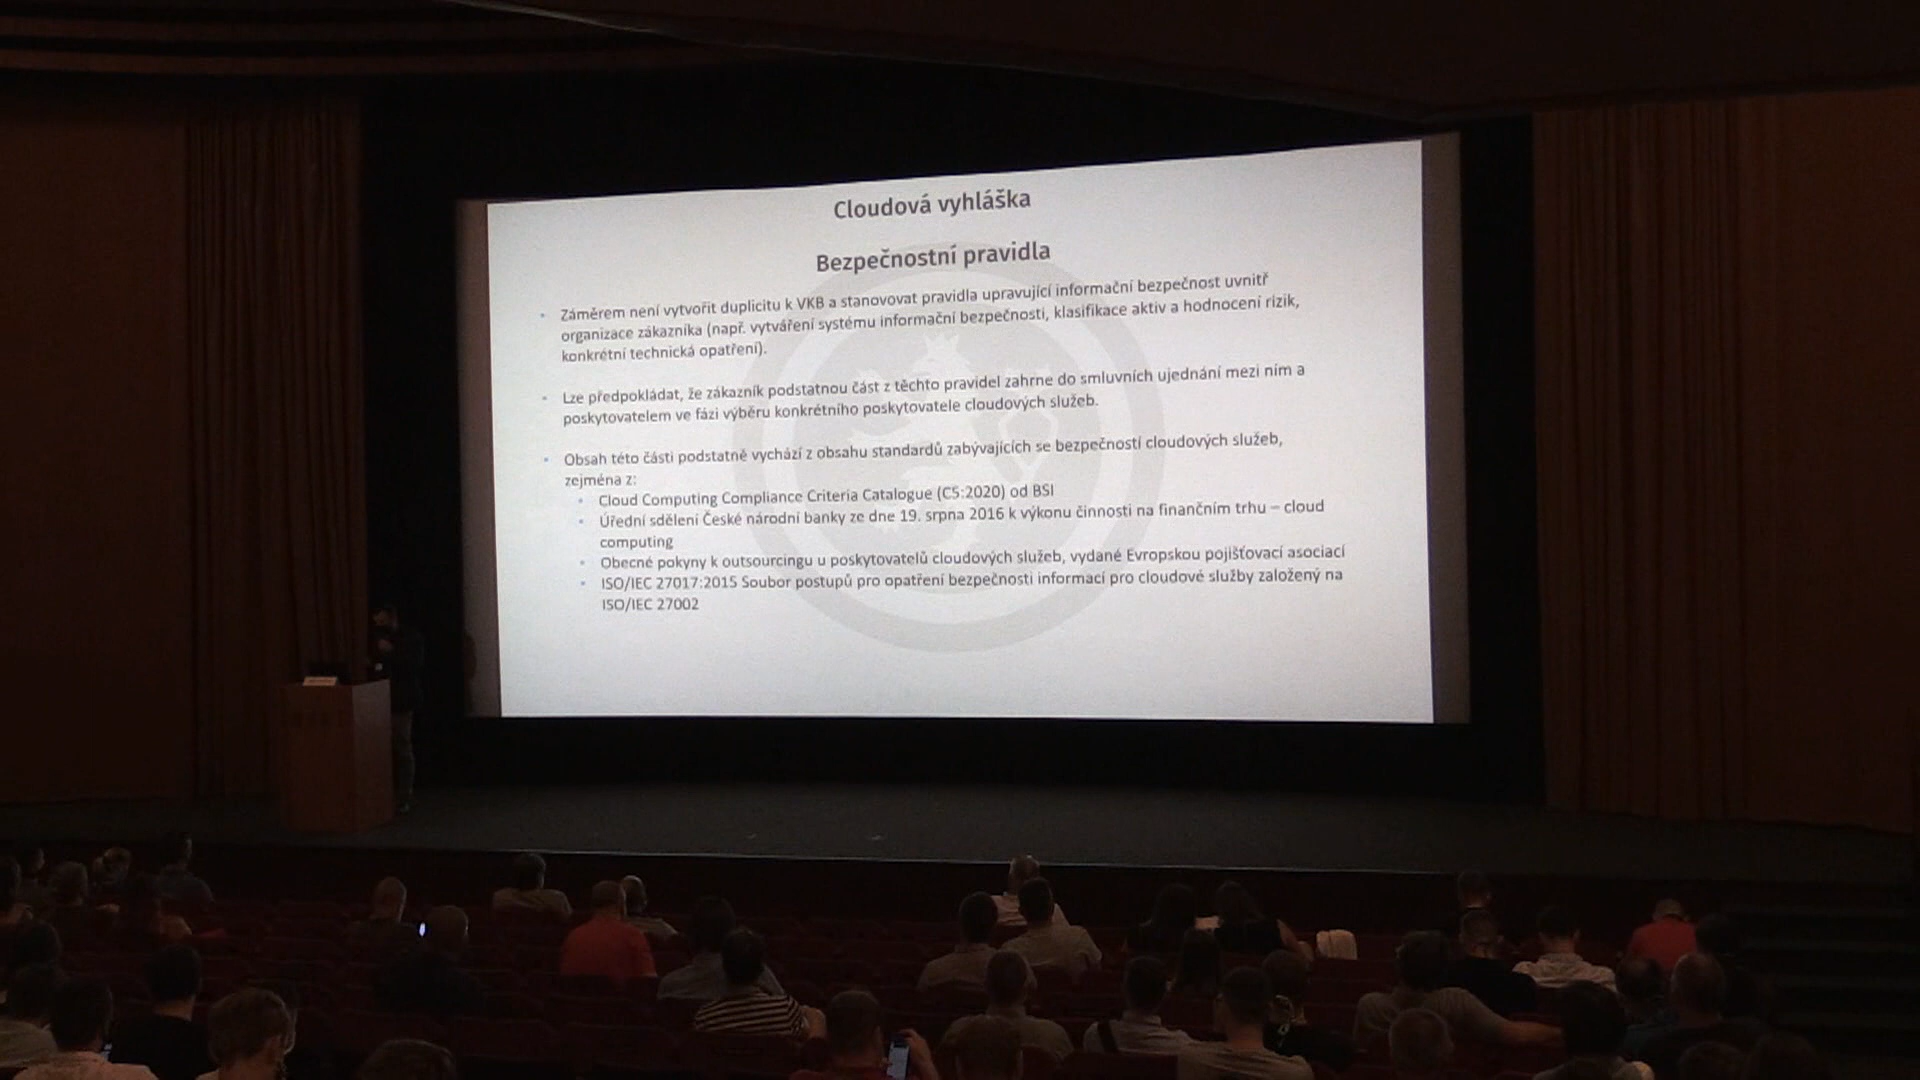 Cloudová vyhláška
Bezpečnostní pravidla
• Záměrem není vytvořit duplicitu k VKB a stanovovat pravidla upravující informační bezpečnost uvnitř
organizace zákazníka (např. vytváření systému informační bezpečnosti, klasifikace aktiv a hodnocení rizik,
konkrétní technická opatření).
• Lze předpokládat, že zákazník podstatnou část z těchto pravidel zahrne do smluvních ujednání mezi ním a
poskytovatelem ve fázi výběru konkrétního poskytovatele cloudových služeb.
• Obsah této části podstatně vychází z obsahu standardů zabývajících se bezpečností cloudových služeb,
zejména z:
• Cloud Computing Compliance Criteria Catalogue (C5:2020) od BSI
• Úřední sdělení České národní banky ze dne 19. srpna 2016 k výkonu činnosti na finančním trhu – cloud
computing
• Obecné pokyny k outsourcingu u poskytovatelů cloudových služeb, vydané Evropskou pojišťovací asociací
• ISO/IEC 27017:2015 Soubor postupů pro opatření bezpečnosti informací pro cloudové služby založený na
ISO/IEC 27002